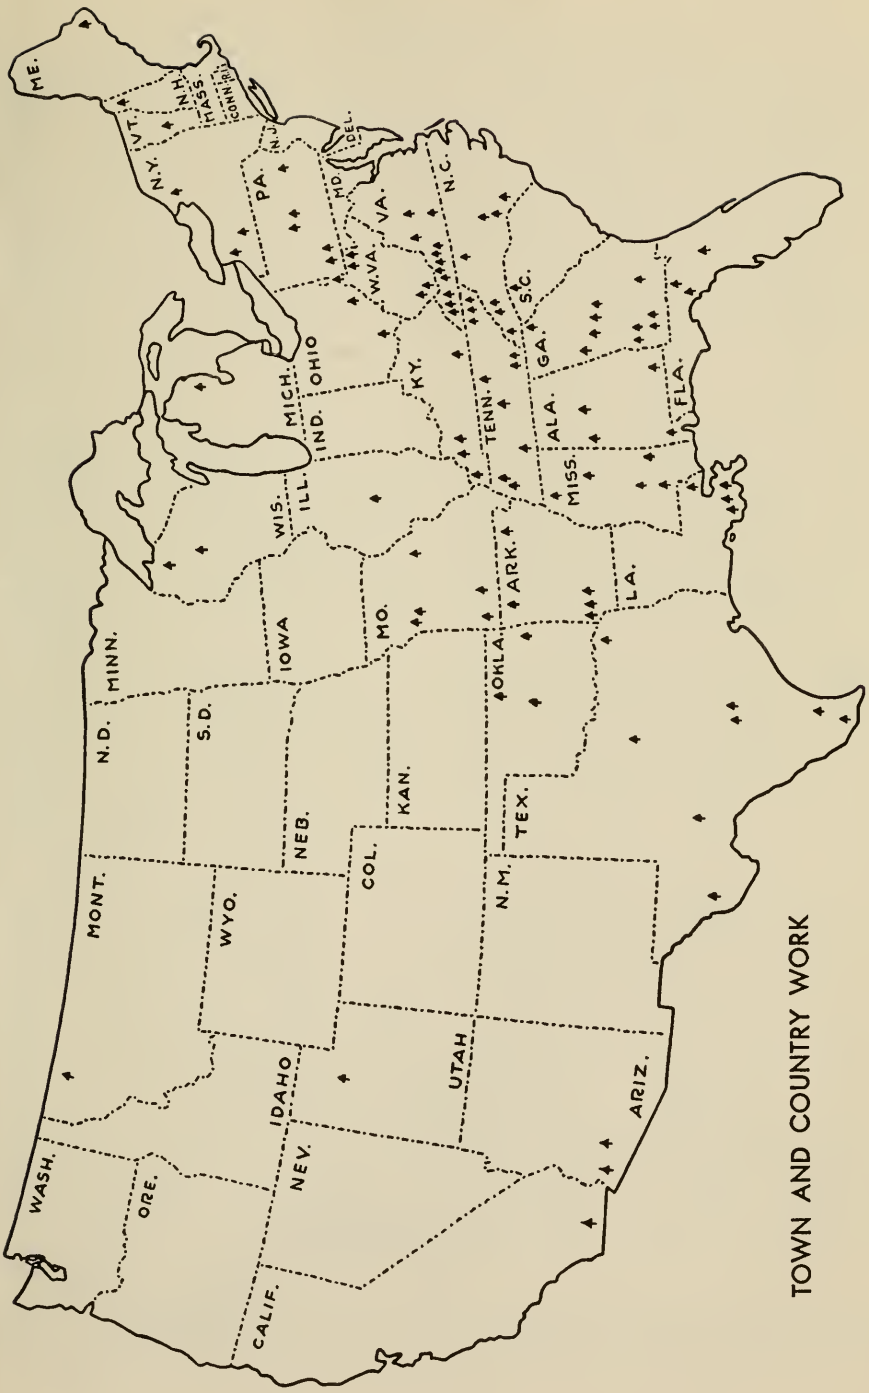 WASH.
ORE.
CALIF.
NEV.
IDAHO
UTAH
ARIZ.
MONT.
WYO.
COL.
N.M.
N.D.
S.D.
NEB.
KAN.
TEX.
OKLA.
MINN.
IOWA
MO.
ARK.
LA.
WIS.
ILL.
MICH.
IND.
OHIO
KY.
TENN.
MISS.
ALA.
GA.
FLA.
S.C.
N.C.
VA.
W.VA.
MD.
DEL.
PA.
N.J.
N.Y.
VT.
N.H.
MASS.
CONN.
R.I.
ME.
TOWN AND COUNTRY WORK